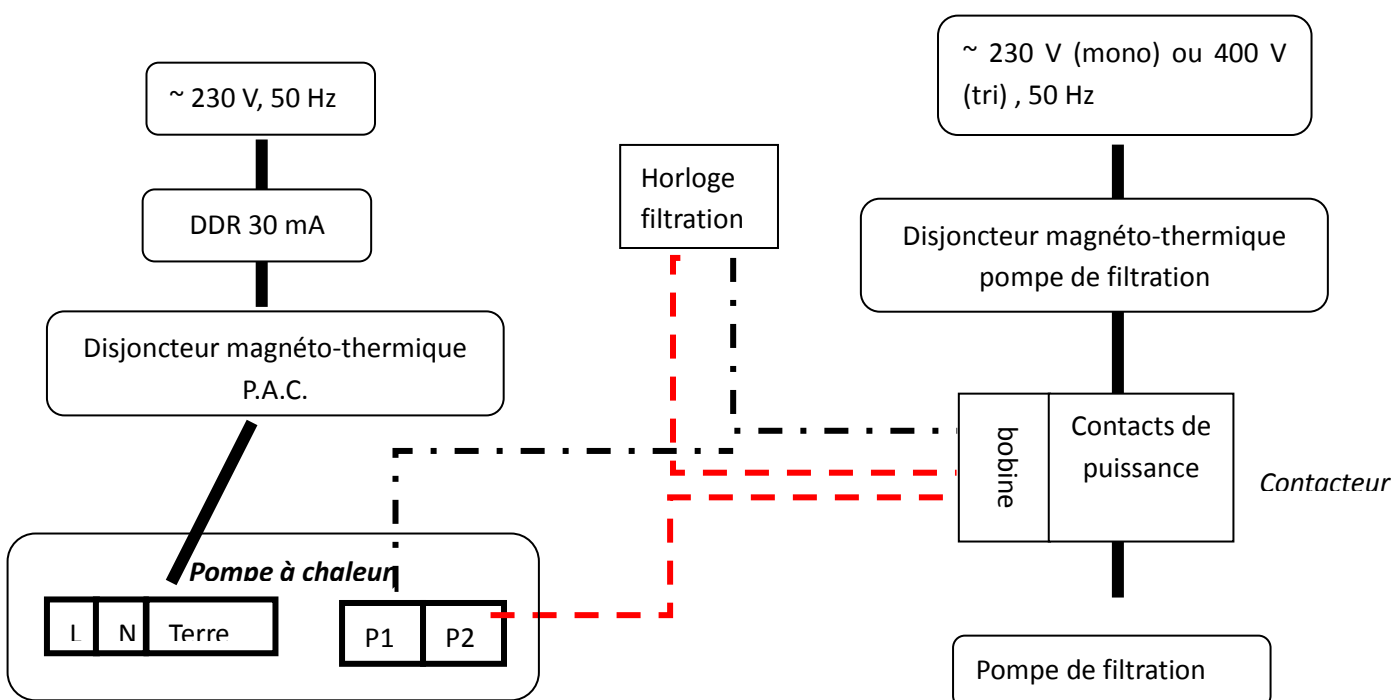 ~ 230 V, 50 Hz
DDR 30 mA
Disjoncteur magnéto-thermique
P.A.C.
Pompe à chaleur
L N Terre
P1 P2
Horloge
filtration
~ 230 V (mono) ou 400 V
(tri) , 50 Hz
Disjoncteur magnéto-thermique
pompe de filtration
bobine
Contacts de
puissance
Contacteur
Pompe de filtration